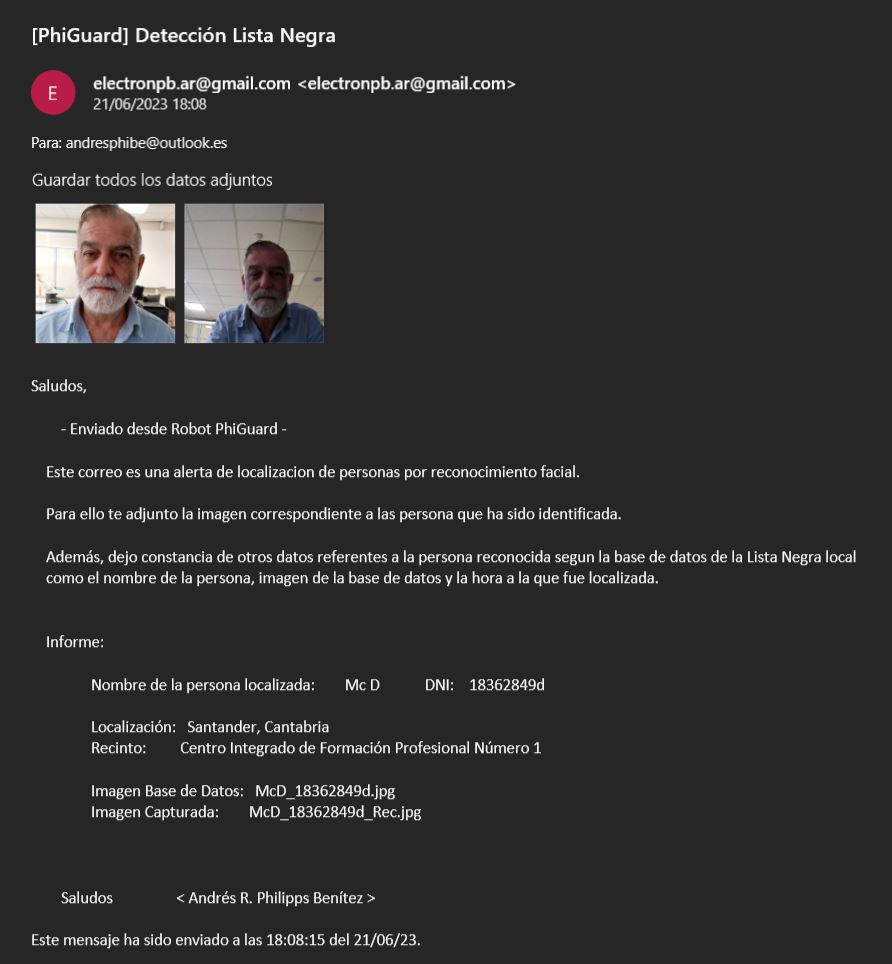 [PhiGuard] Detección Lista Negra
E
electronpb.ar@gmail.com <electronpb.ar@gmail.com>
21/06/2023 18:08
Para: andresphibe@outlook.es
Guardar todos los datos adjuntos
Saludos,
- Enviado desde Robot PhiGuard -
Este correo es una alerta de localizacion de personas por reconocimiento facial.
Para ello te adjunto la imagen correspondiente a las persona que ha sido identificada.
Además, dejo constancia de otros datos referentes a la persona reconocida segun la base de datos de la Lista Negra local
como el nombre de la persona, imagen de la base de datos y la hora a la que fue localizada.
Informe:
Nombre de la persona localizada: Mc D DNI: 18362849d
Localización: Santander, Cantabria
Recinto: Centro Integrado de Formación Profesional Número 1
Imagen Base de Datos: McD_18362849d.jpg
Imagen Capturada: McD_18362849d_Rec.jpg
Saludos < Andrés R. Philipps Benítez >
Este mensaje ha sido enviado a las 18:08:15 del 21/06/23.